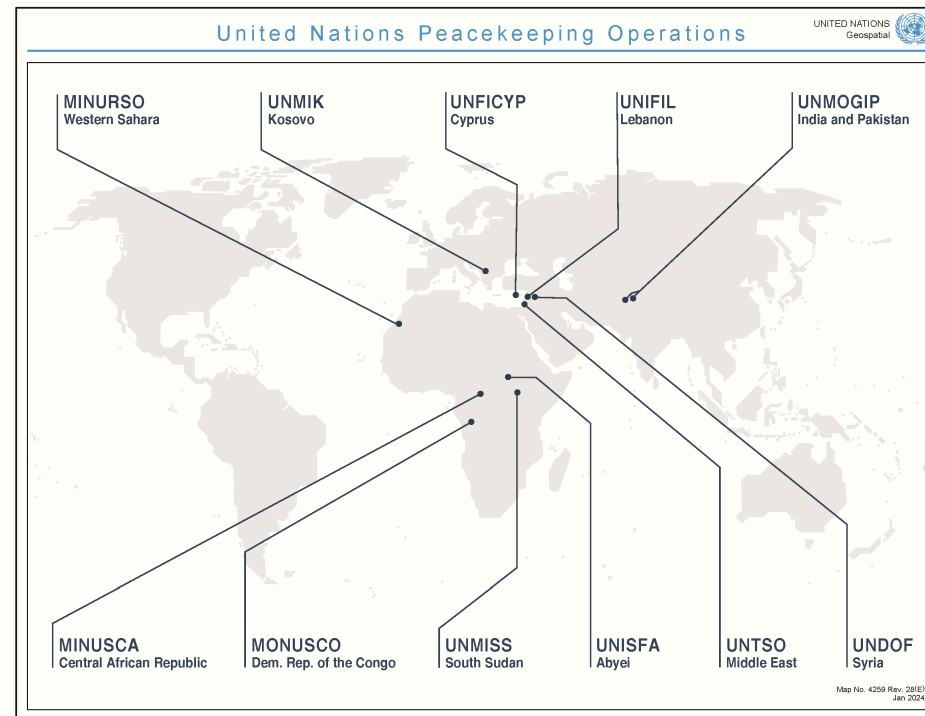 United Nations Peacekeeping Operations
UNITED NATIONS
Geospatial
MINURSO
Western Sahara
UNMIK
Kosovo
UNFICYP
Cyprus
UNIFIL
Lebanon
UNMOGIP
India and Pakistan
MINUSCA
Central African Republic
MONUSCO
Dem. Rep. of the Congo
UNMISS
South Sudan
UNISFA
Abyei
UNTSO
Middle East
UNDOF
Syria
Map No. 4259 Rev. 28(E)
Jan 2024